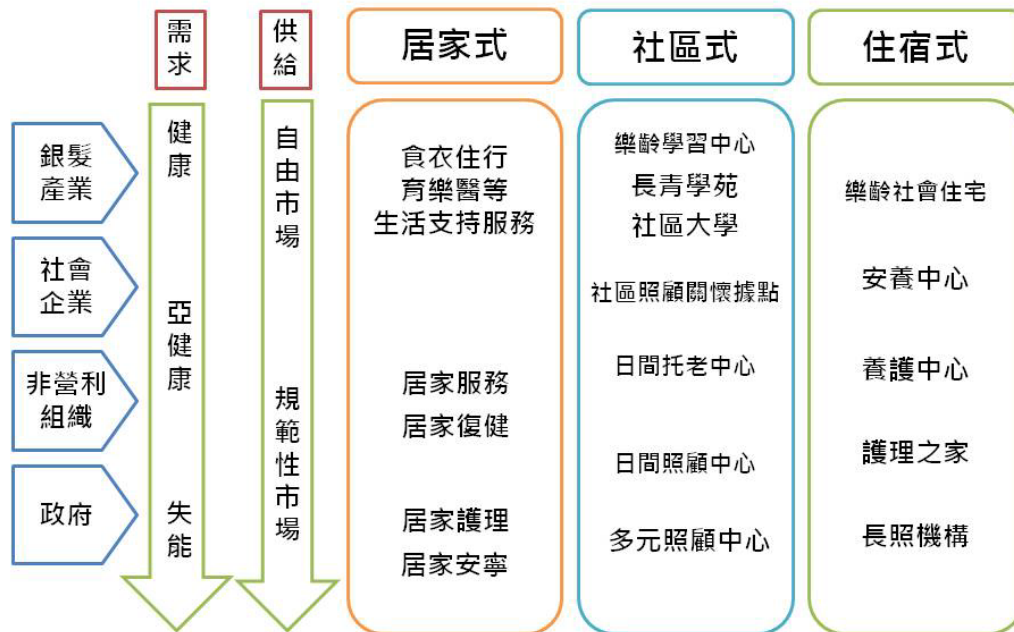 需求
供給
居家式
社區式
住宿式
銀髮
產業
社會
企業
非營利
組織
政府
健康
亞健康
失能
自由市場
規範性市場
食衣住行
育樂醫等
生活支持服務
居家服務
居家復健
居家護理
居家安寧
樂齡學習中心
長青學苑
社區大學
社區照顧關懷據點
日間托老中心
日間照顧中心
多元照顧中心
樂齡社會住宅
安養中心
養護中心
護理之家
長照機構